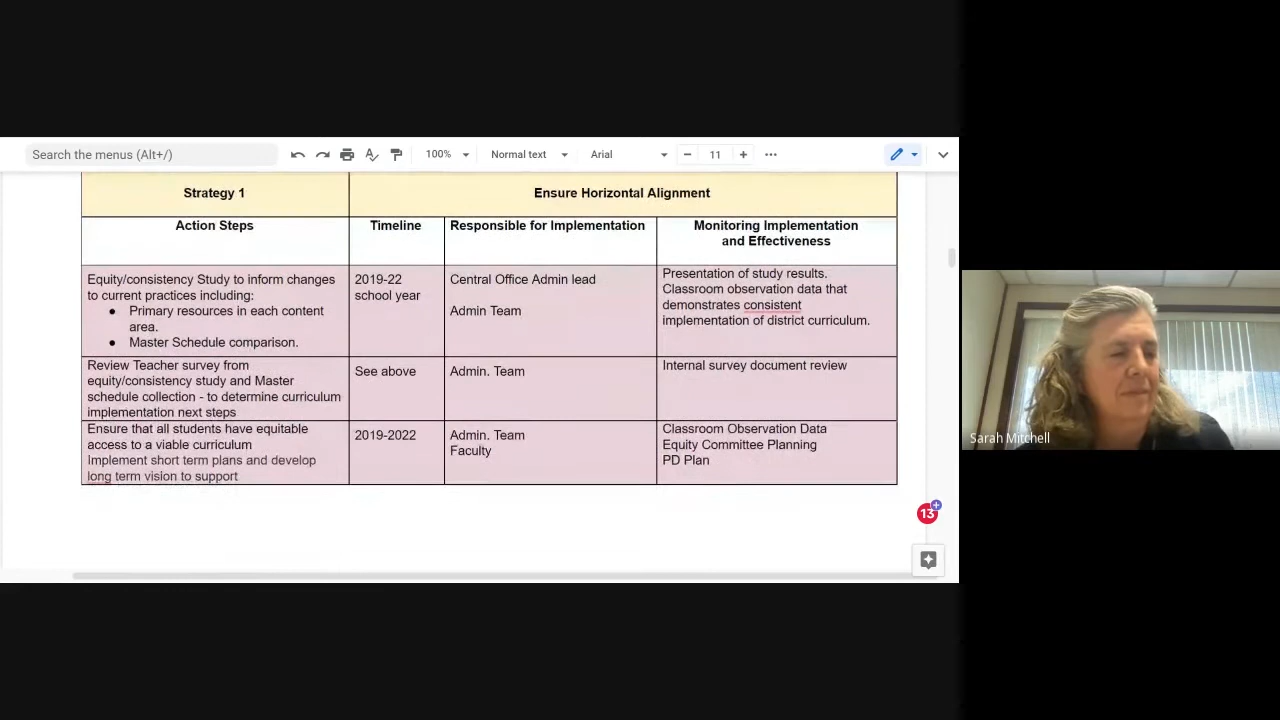 Search the menus (Alt+/)
100%
Normal text
Arial
11
Strategy 1
Ensure Horizontal Alignment
Action Steps
Timeline
Responsible for Implementation
Monitoring Implementation
and Effectiveness
Equity/consistency Study to inform changes
to current practices including:
● Primary resources in each content
area.
● Master Schedule comparison.
2019-22
school year
Central Office Admin lead
Admin Team
Presentation of study results.
Classroom observation data that
demonstrates consistent
implementation of district curriculum.
Review Teacher survey from
equity/consistency study and Master
schedule collection - to determine curriculum
implementation next steps
See above
Admin. Team
Internal survey document review
Ensure that all students have equitable
access to a viable curriculum
Implement short term plans and develop
long term vision to support
2019-2022
Admin. Team
Faculty
Classroom Observation Data
Equity Committee Planning
PD Plan
13
Sarah Mitchell